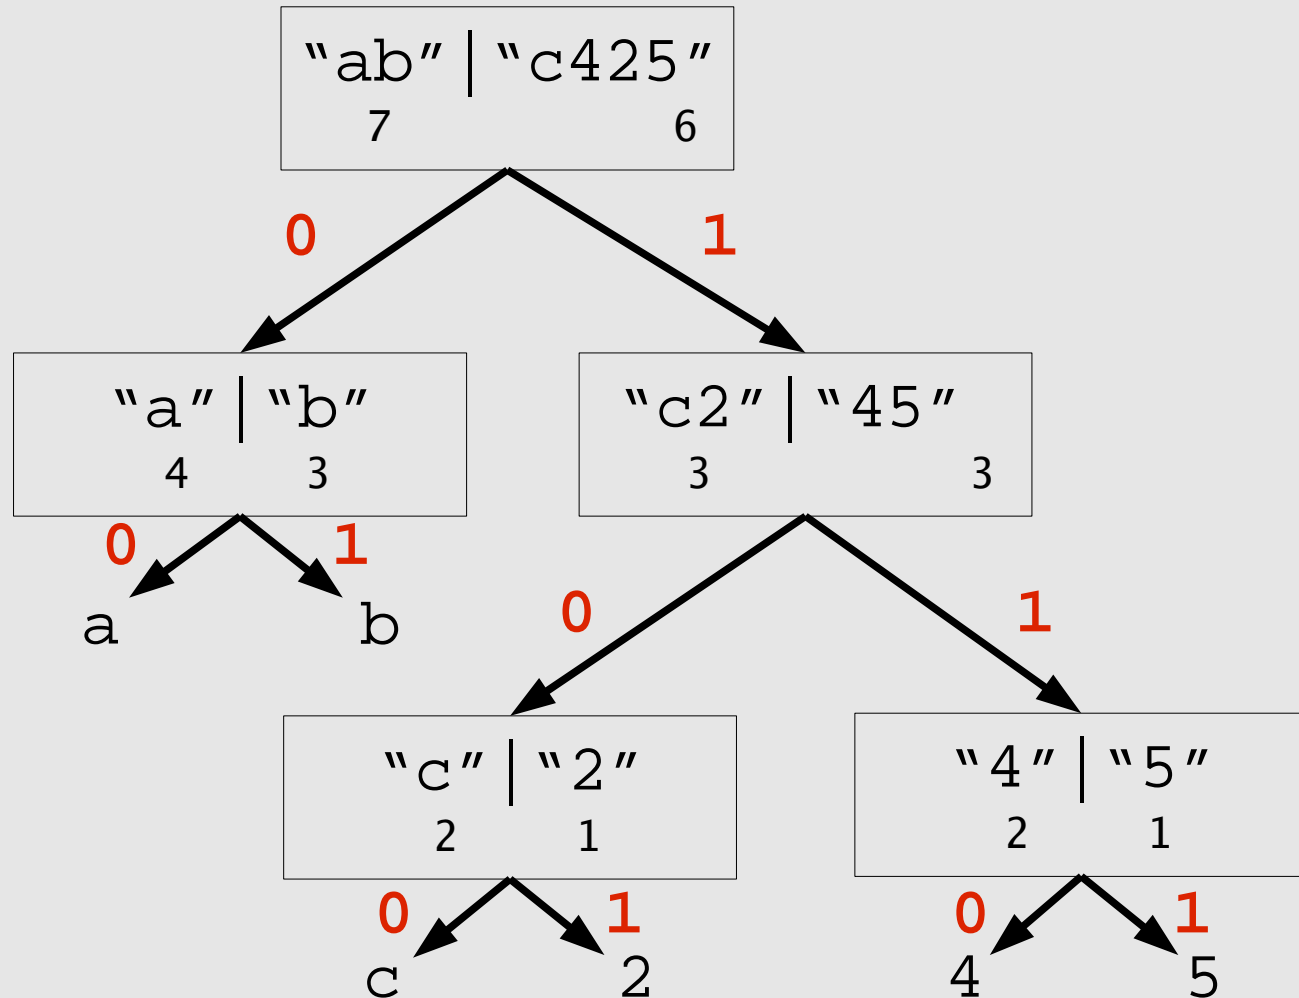 “ab” | “c425”
7 6
0 1
“a” | “b”
4 3
“c2” | “45”
3 3
0 1
a b
0 1
“c” | “2”
2 1
“4” | “5”
2 1
0 1
0 1
c 2
4 5